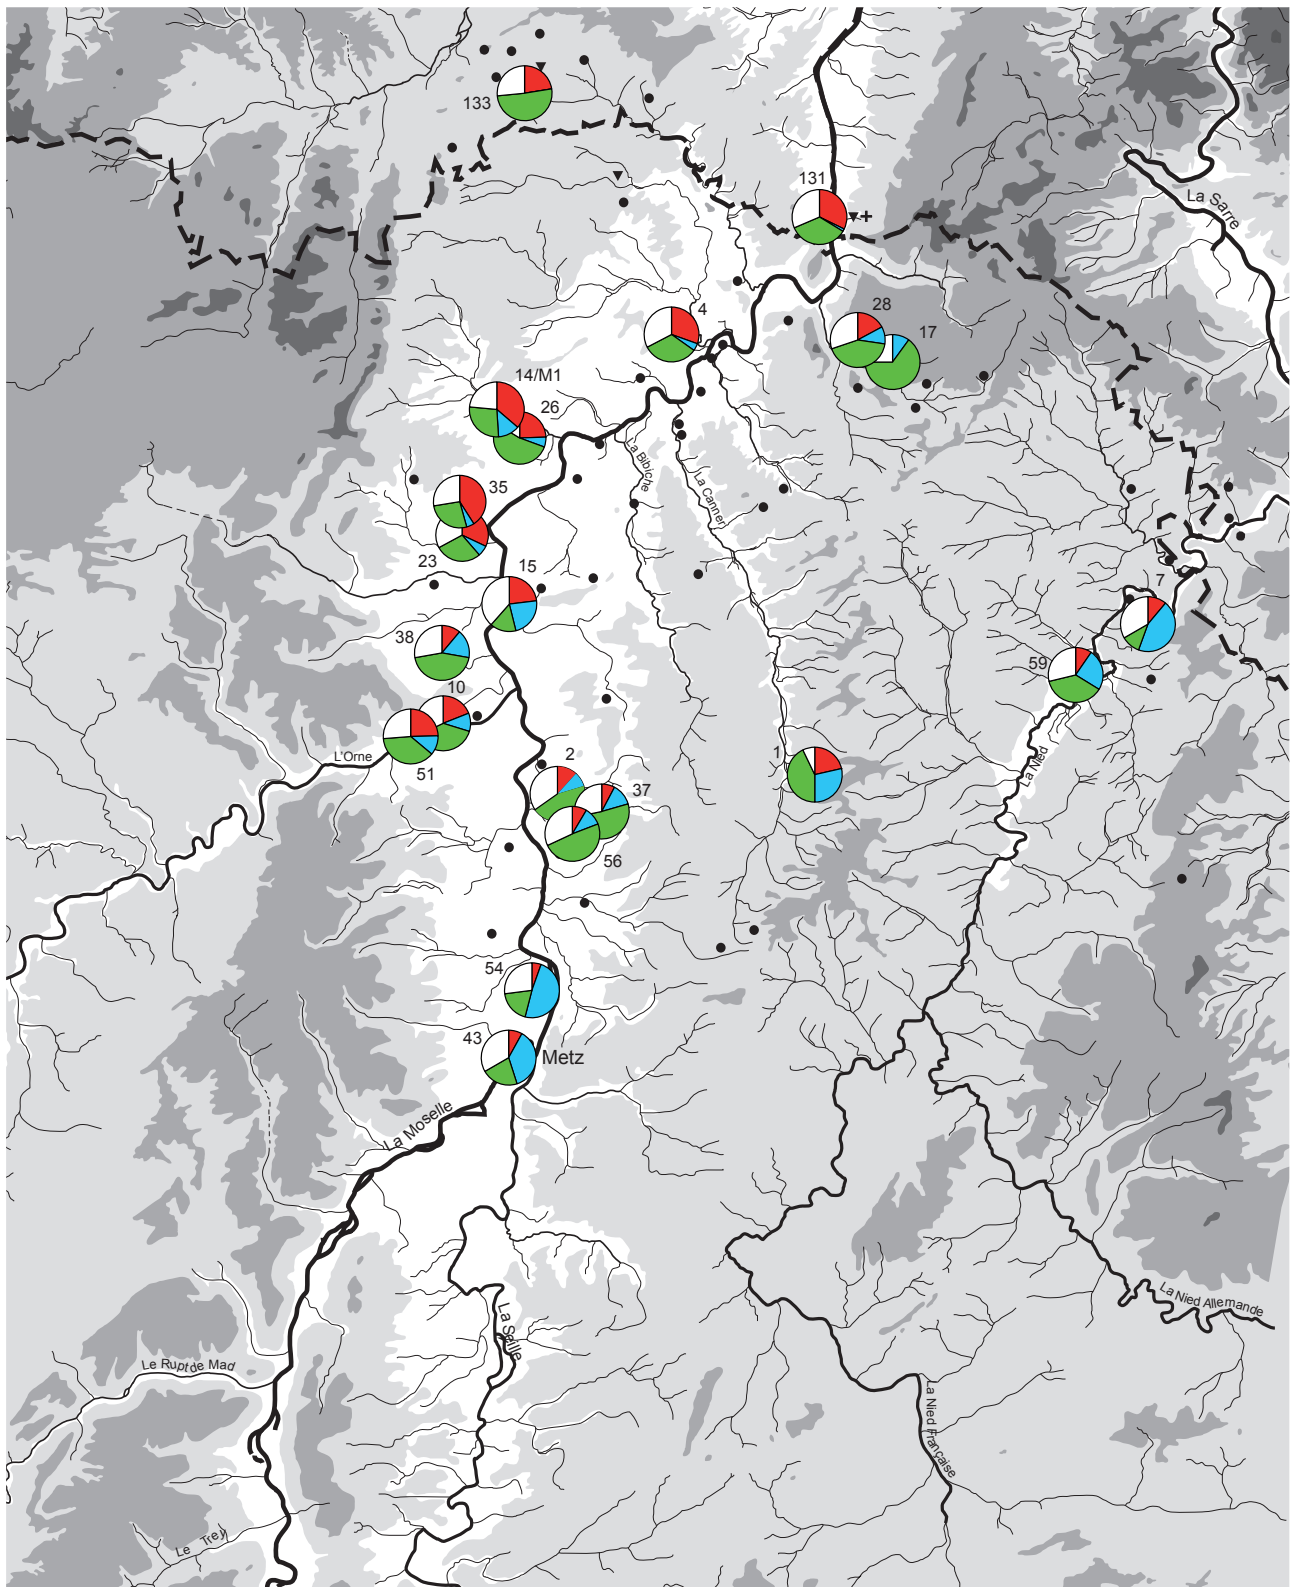 133
131
La Sarre
4
28
17
14/M1
26
La Bibiche
La Canner
35
23
15
7
38
59
10
L'Orne
51
2
1
37
La Nied
56
54
43
Metz
La Moselle
La Nied Allemande
La Seille
Le Rupt de Mad
La Nied Française
Le Trey